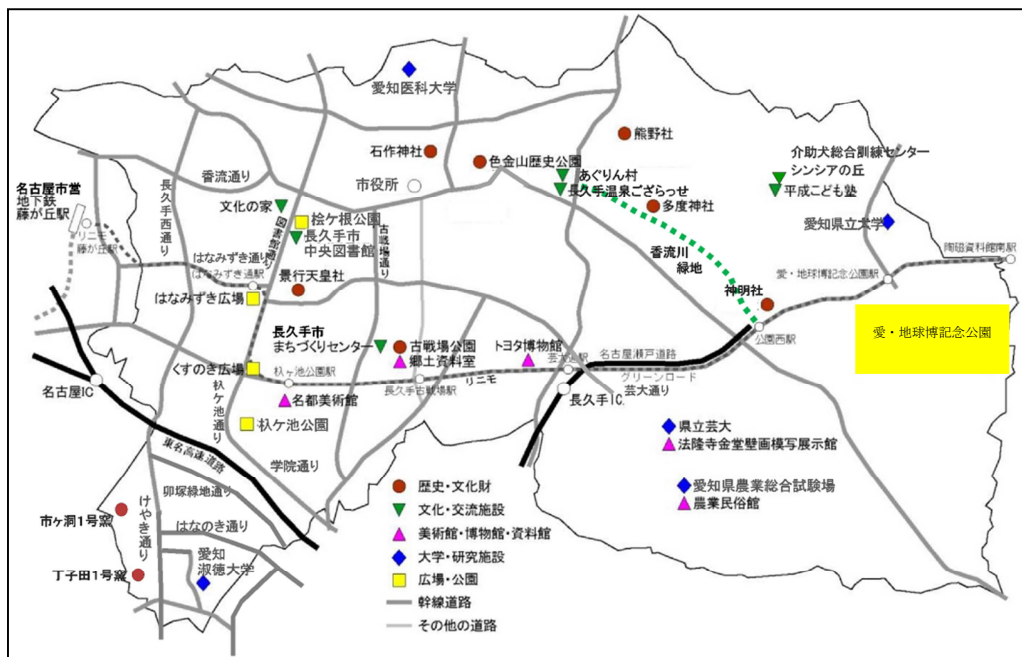 愛知医科大学
熊野社
石作神社
色金山歴史公園
介助犬総合訓練センター
シンシアの丘
平成こども塾
あぐりん村
長久手温泉ござらっせ
市役所
香流通り
名古屋市営
地下鉄
藤が丘駅
リニモ
藤が丘駅
長久手西通り
文化の家
図書館通り
桧ケ根公園
長久手市
中央図書館
古戦場通り
多度神社
愛知県立大学
香流川
緑地
陶磁資料館南駅
愛・地球博記念公園駅
はなみずき通り
はなみずき通駅
景行天皇社
はなみずき広場
神明社
公園西駅
愛・地球博記念公園
長久手市
まちづくりセンター
古戦場公園
郷土資料室
トヨタ博物館
芸大通駅
名古屋瀬戸道路
グリーンロード
芸大通り
くすのき広場
杁ヶ池公園駅
長久手古戦場駅
リニモ
名古屋IC
長久手IC.
名都美術館
杁ケ池通り
杁ケ池公園
東名高速道路
学院通り
県立芸大
法隆寺金堂壁画模写展示館
愛知県農業総合試験場
農業民俗館
卯塚緑地通り
市ヶ洞1号窯
けやき通り
はなのき通り
丁子田1号窯
愛知
淑徳大学
歴史・文化財
文化・交流施設
美術館・博物館・資料館
大学・研究施設
広場・公園
幹線道路
その他の道路